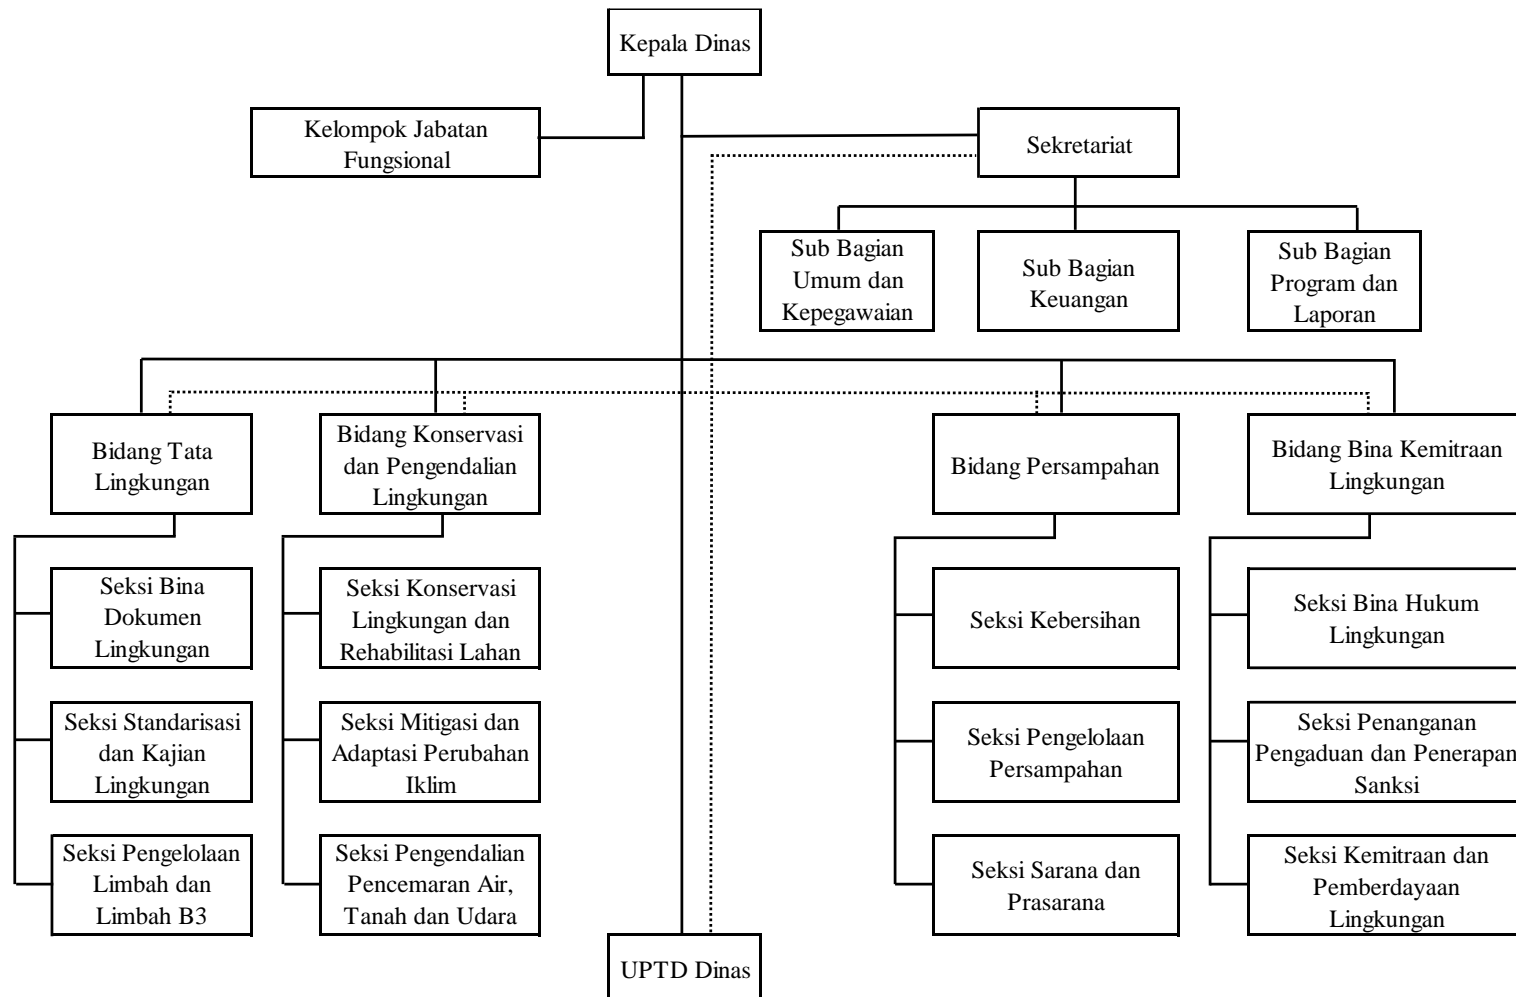 Kepala Dinas
Kelompok Jabatan
Fungsional
Sekretariat
Sub Bagian
Umum dan
Kepegawaian
Sub Bagian
Keuangan
Sub Bagian
Program dan
Laporan
Bidang Tata
Lingkungan
Bidang Konservasi
dan Pengendalian
Lingkungan
Bidang Persampahan
Bidang Bina Kemitraan
Lingkungan
Seksi Bina
Dokumen
Lingkungan
Seksi Konservasi
Lingkungan dan
Rehabilitasi Lahan
Seksi Kebersihan
Seksi Bina Hukum
Lingkungan
Seksi Standarisasi
dan Kajian
Lingkungan
Seksi Mitigasi dan
Adaptasi Perubahan
Iklim
Seksi Pengelolaan
Persampahan
Seksi Penanganan
Pengaduan dan Penerapan
Sanksi
Seksi Pengelolaan
Limbah dan
Limbah B3
Seksi Pengendalian
Pencemaran Air,
Tanah dan Udara
Seksi Sarana dan
Prasarana
Seksi Kemitraan dan
Pemberdayaan
Lingkungan
UPTD Dinas